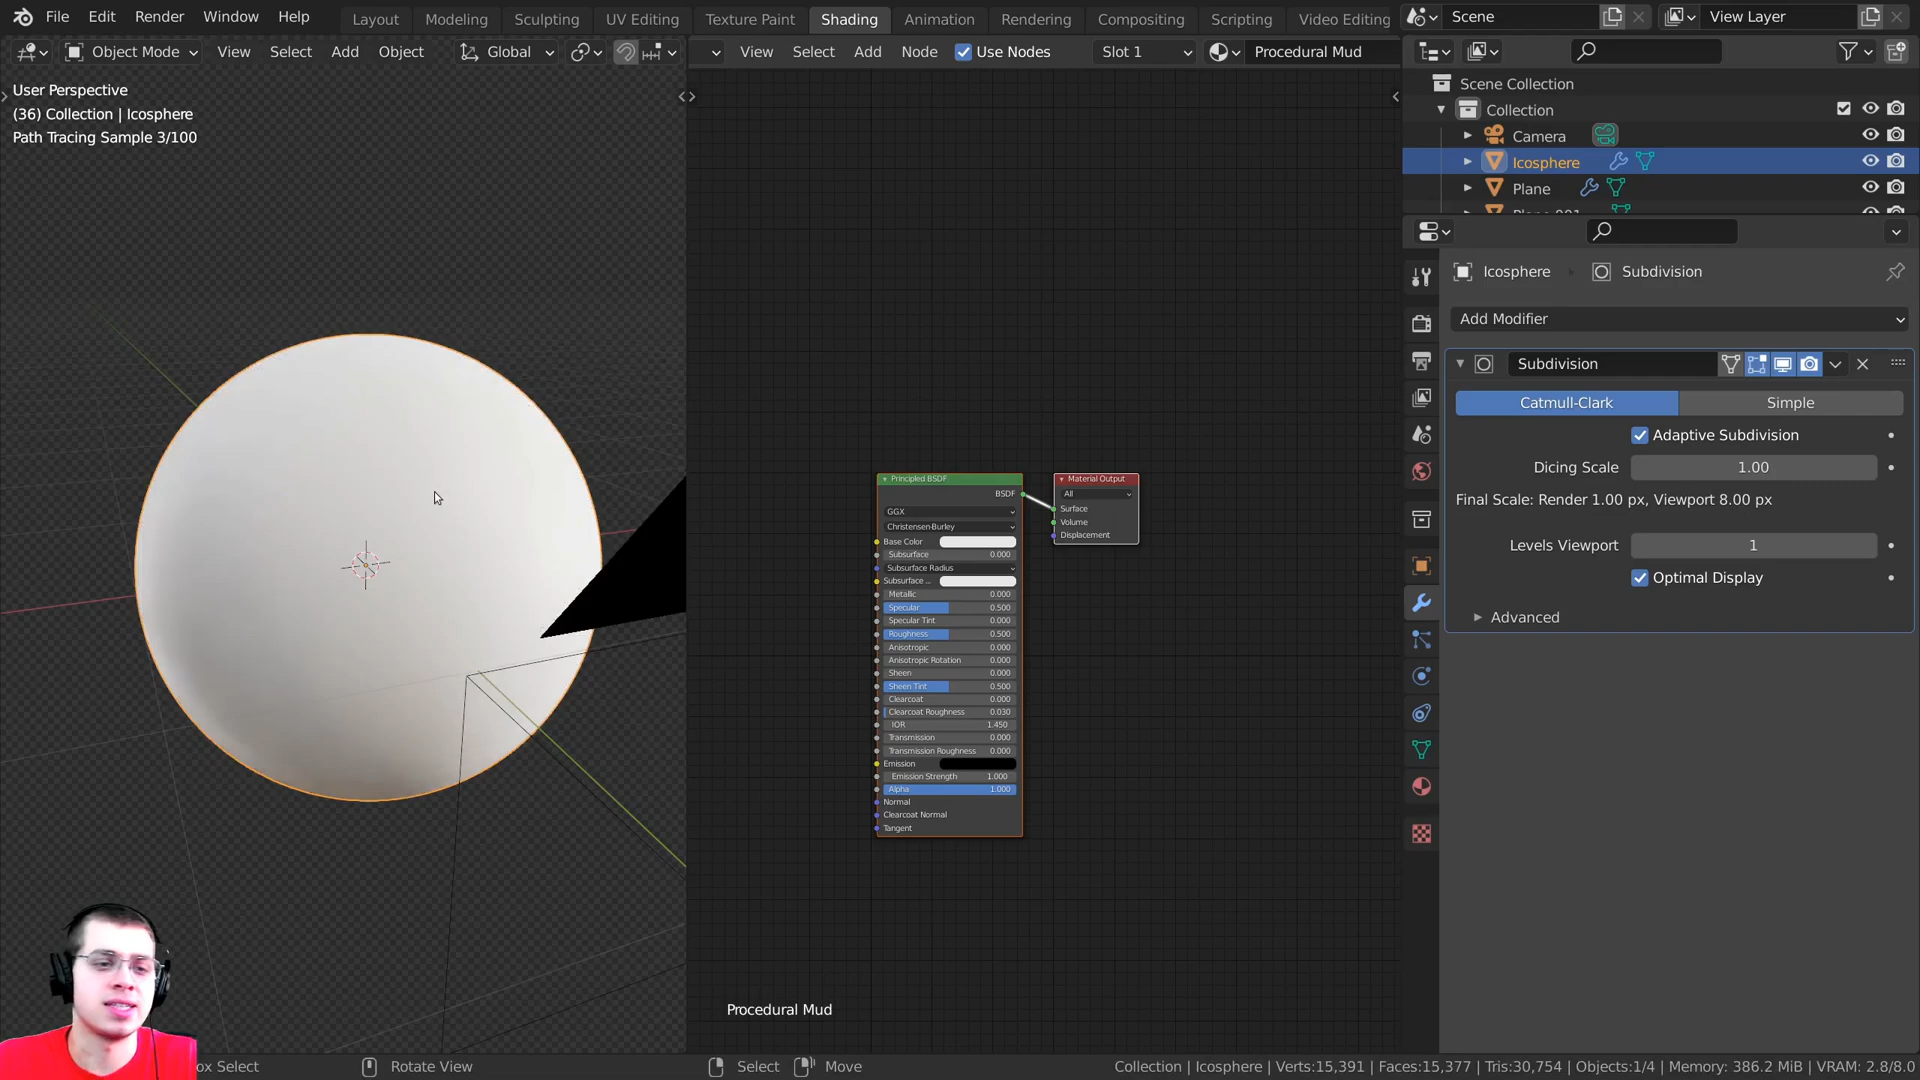 File Edit Render Window Help Layout Modeling Sculpting UV Editing Texture Paint Shading Animation Rendering Compositing Scripting Video Editing Scene View Layer
Object Mode View Select Add Object Global View Select Add Node Use Nodes Slot 1 Procedural Mud
User Perspective
(36) Collection | Icosphere
Path Tracing Sample 3/100
Scene Collection
Collection
Camera
Icosphere
Plane
Plane.001
Icosphere Subdivision
Add Modifier
Subdivision
Catmull-Clark Simple
Adaptive Subdivision
Dicing Scale 1.00
Final Scale: Render 1.00 px, Viewport 8.00 px
Levels Viewport 1
Optimal Display
Advanced
Principled BSDF
BSDF
GGX
Christensen-Burley
Base Color
Subsurface 0.000
Subsurface Radius
Subsurface ...
Metallic 0.000
Specular 0.500
Specular Tint 0.000
Roughness 0.500
Anisotropic 0.000
Anisotropic Rotation 0.000
Sheen 0.000
Sheen Tint 0.500
Clearcoat 0.000
Clearcoat Roughness 0.030
IOR 1.450
Transmission 0.000
Transmission Roughness 0.000
Emission
Emission Strength 1.000
Alpha 1.000
Normal
Clearcoat Normal
Tangent
Material Output
All
Surface
Volume
Displacement
Procedural Mud
ox Select Rotate View Select Move Collection | Icosphere | Verts:15,391 | Faces:15,377 | Tris:30,754 | Objects:1/4 | Memory: 386.2 MiB | VRAM: 2.8/8.0